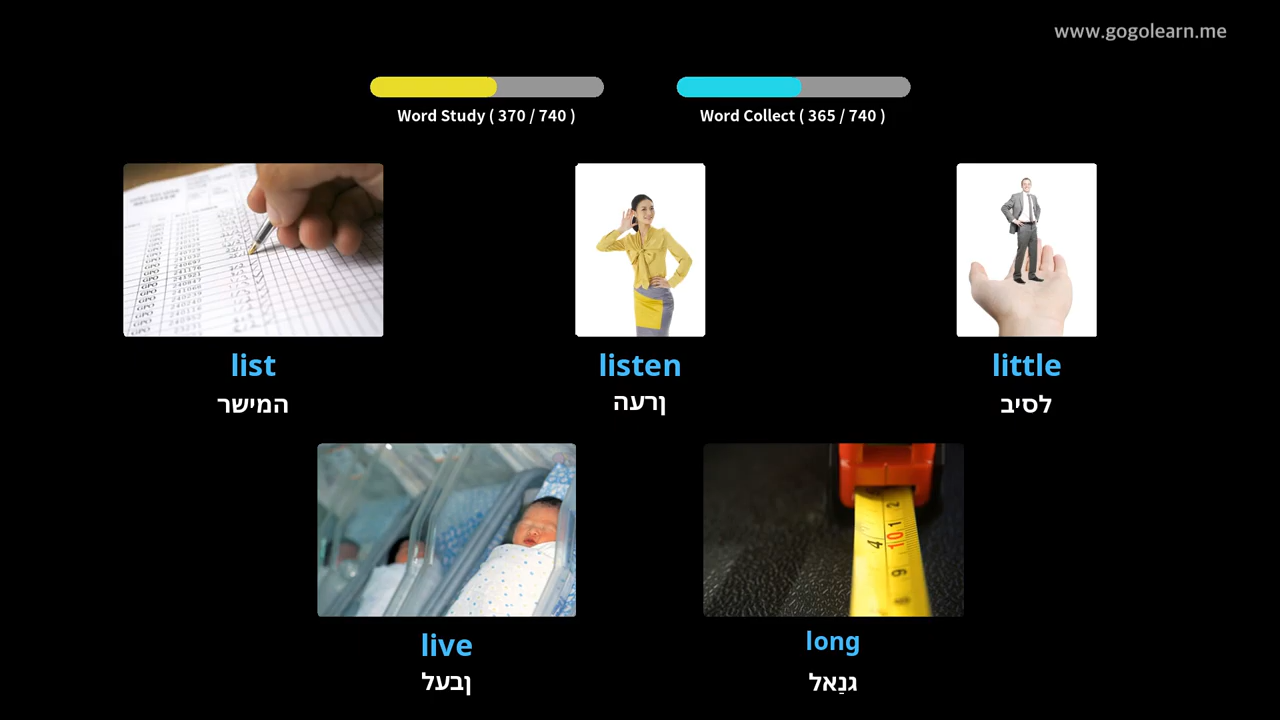 www.gogolearn.me
Word Study ( 370 / 740 )
Word Collect ( 365 / 740 )
list
המישר
listen
ןרעה
little
לסיב
live
ןבעל
long
גנַאל